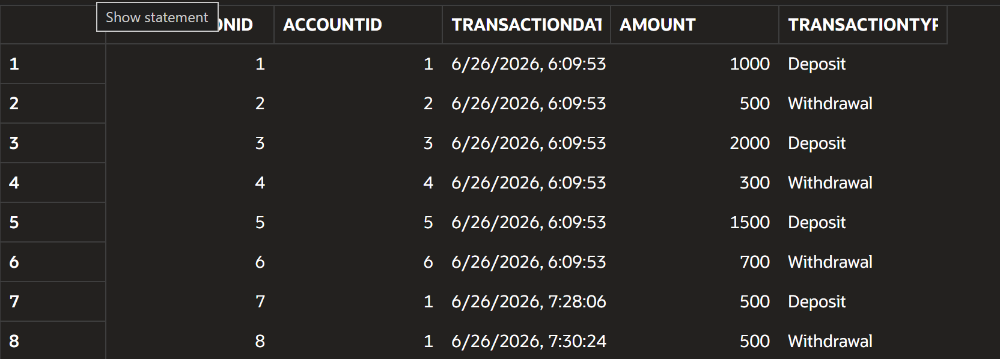 Show statement
ONID ACCOUNTID TRANSACTIONDAT AMOUNT TRANSACTIONTYP
1 1 1 6/26/2026, 6:09:53 1000 Deposit
2 2 2 6/26/2026, 6:09:53 500 Withdrawal
3 3 3 6/26/2026, 6:09:53 2000 Deposit
4 4 4 6/26/2026, 6:09:53 300 Withdrawal
5 5 5 6/26/2026, 6:09:53 1500 Deposit
6 6 6 6/26/2026, 6:09:53 700 Withdrawal
7 7 1 6/26/2026, 7:28:06 500 Deposit
8 8 1 6/26/2026, 7:30:24 500 Withdrawal